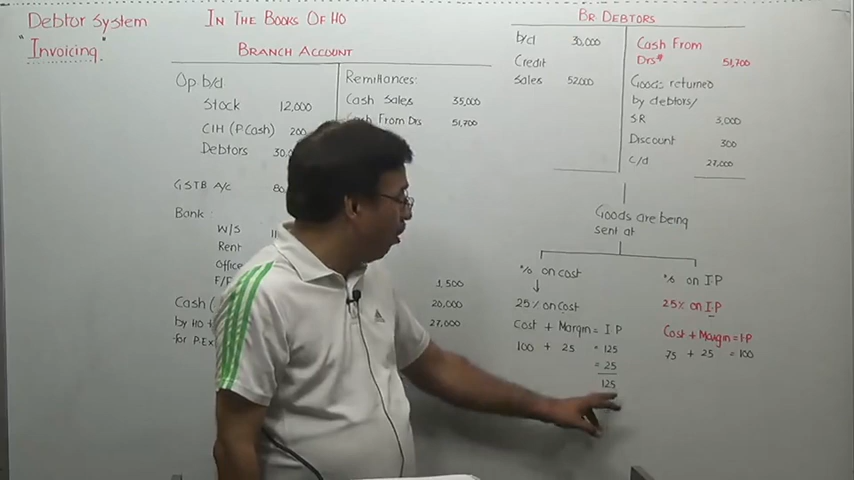 Debtor System
"Invoicing".
In The Books Of HO
Branch Account
Op b/d
Stock 12,000
CIH (P.Cash) 200
Debtors
GSTB A/c
Bank:
W/S
Rent
Office
F/F
Cash
by HO
for P.Ex
Remittances:
Cash Sales 35,000
Cash From Drs 51,700
1,500
20,000
27,000
Br Debtors
b/d 30,000
Credit
Sales 52,000
Cash From
Drs# 51,700
Goods returned
by debtors/
SR 3,000
Discount 300
c/d 27,000
Goods are being
sent at
% on cost
25% on Cost
Cost + Margin = I P
100 + 25 = 125
= 25
125
% on I P
25% on I.P
Cost + Margin = I.P
75 + 25 = 100